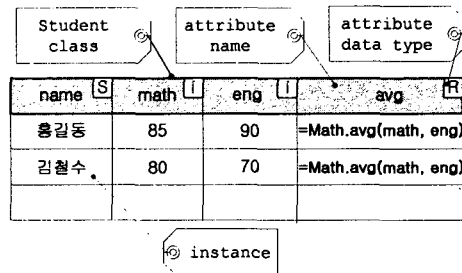 Student
class
attribute
name
attribute
data type
name S math i eng i avg R
홍길동 85 90 =Math.avg(math, eng)
김철수 80 70 =Math.avg(math, eng)
instance